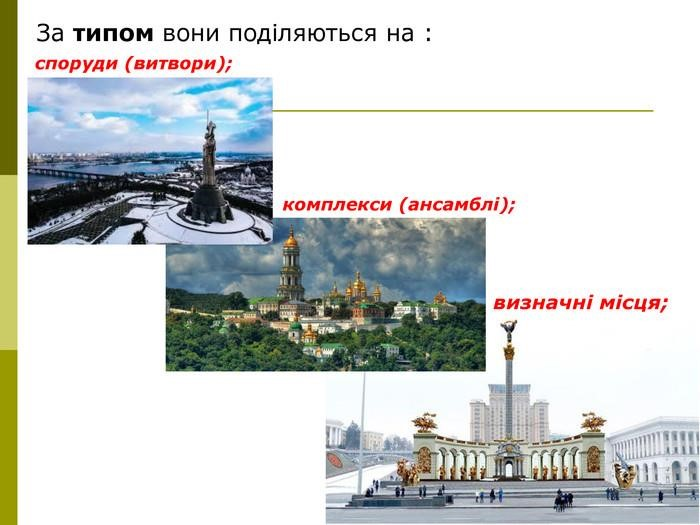 За типом вони поділяються на :
споруди (витвори);
комплекси (ансамблі);
визначні місця;